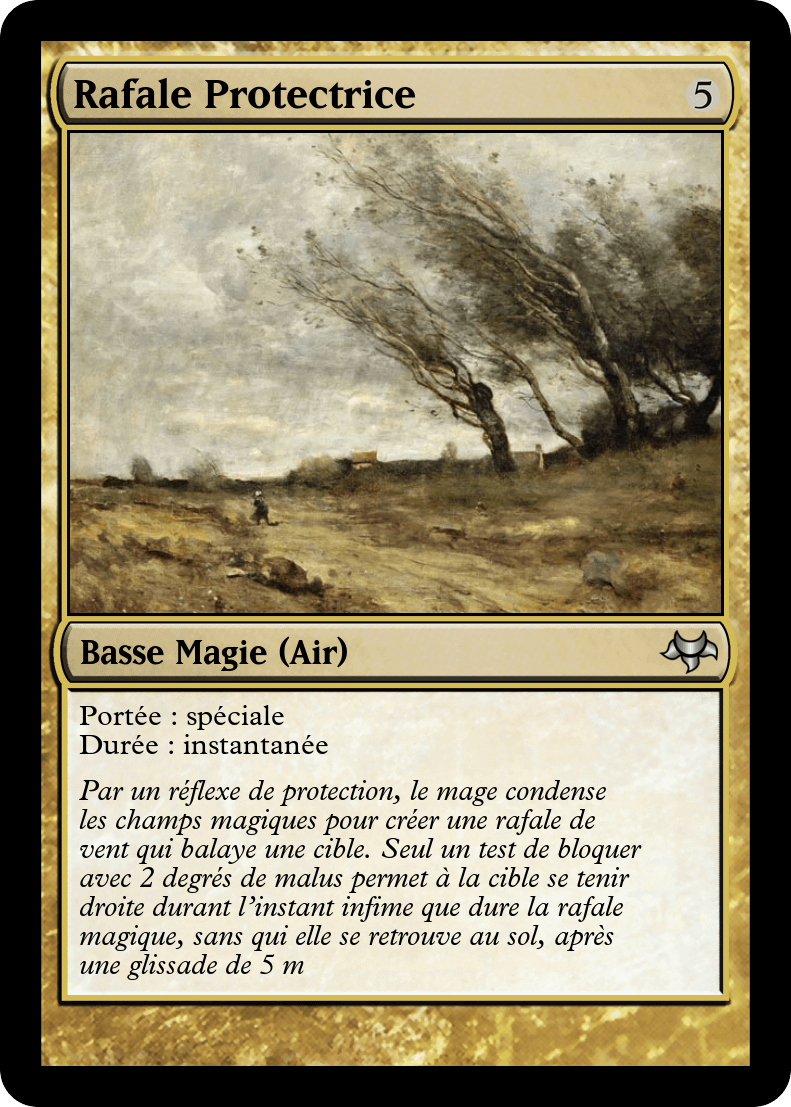 Rafale Protectrice 5
Basse Magie (Air)
Portée : spéciale
Durée : instantanée
Par un réflexe de protection, le mage condense
les champs magiques pour créer une rafale de
vent qui balaye une cible. Seul un test de bloquer
avec 2 degrés de malus permet à la cible se tenir
droite durant l'instant infime que dure la rafale
magique, sans qui elle se retrouve au sol, après
une glissade de 5 m